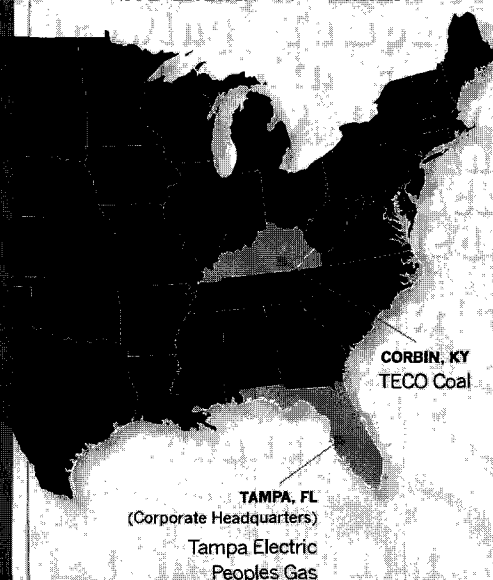 CORBIN, KY
TECO Coal
TAMPA, FL
(Corporate Headquarters)
Tampa Electric
Peoples Gas